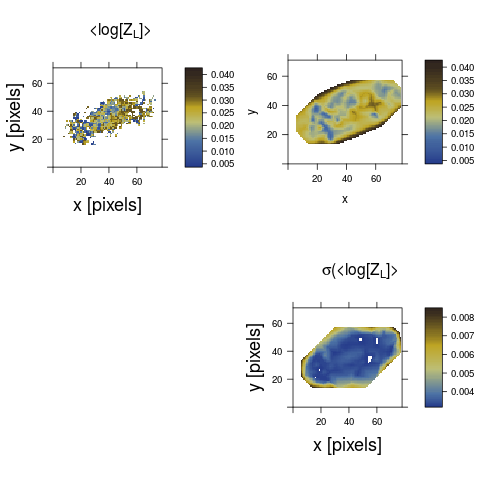 <log[Z_L]>
60
40
20
20 40 60
x [pixels]
y [pixels]
0.040
0.035
0.030
0.025
0.020
0.015
0.010
0.005
60
40
20
20 40 60
x
y
0.040
0.035
0.030
0.025
0.020
0.015
0.010
0.005
σ(<log[Z_L]>
60
40
20
20 40 60
x [pixels]
y [pixels]
0.008
0.007
0.006
0.005
0.004